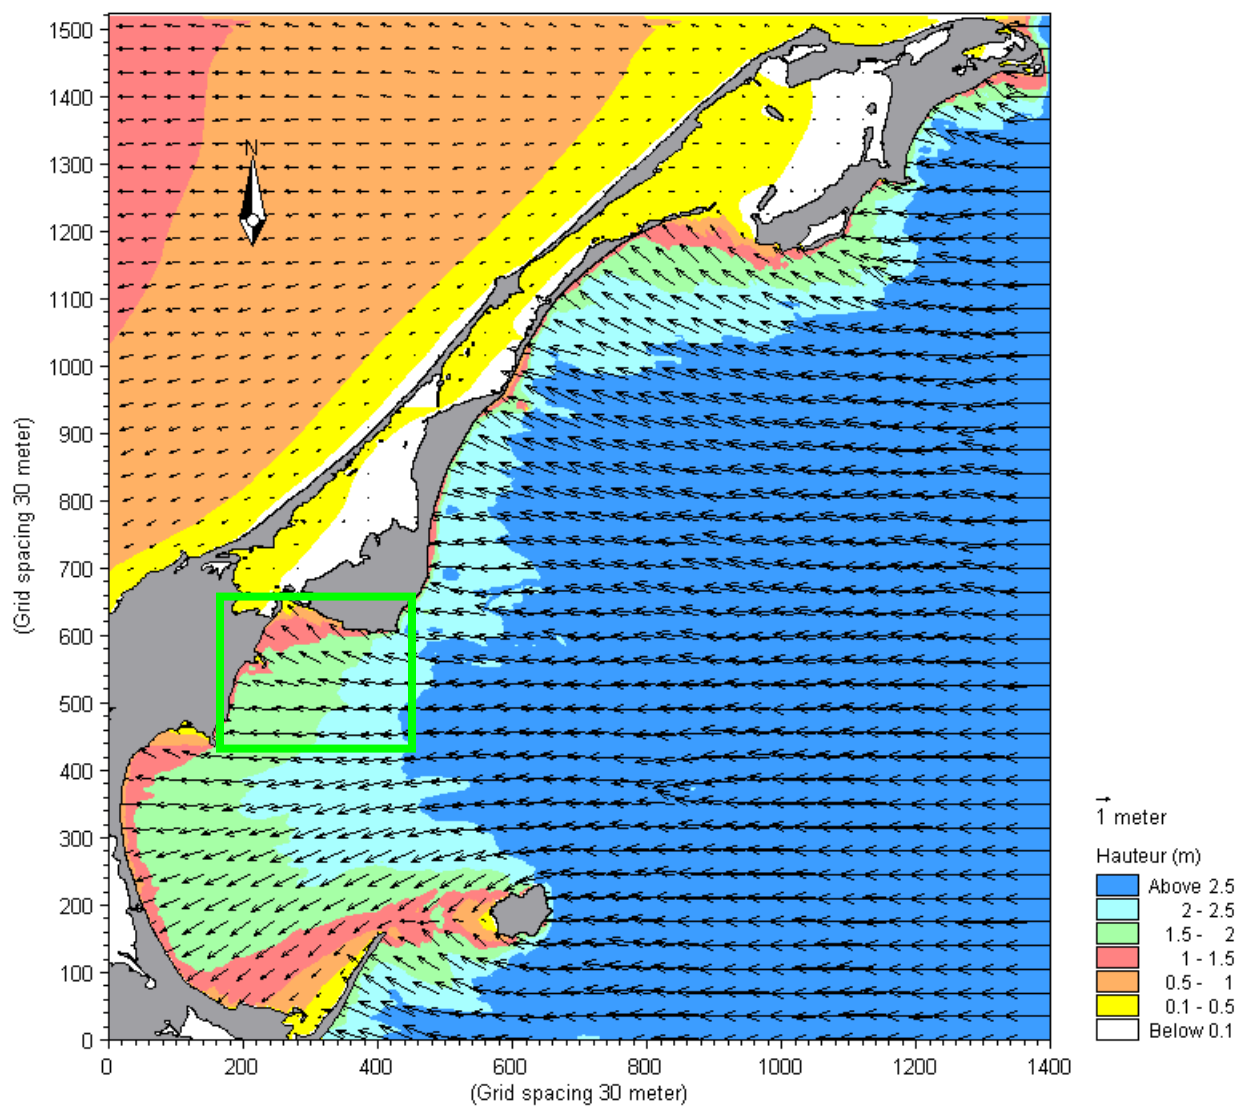 1500
1400
1300
1200
1100
1000
900
800
700
600
500
400
300
200
100
0
(Grid spacing 30 meter)
N
0
200
400
600
800
1000
1200
1400
(Grid spacing 30 meter)
1 meter
Hauteur (m)
Above 2.5
2 - 2.5
1.5 - 2
1 - 1.5
0.5 - 1
0.1 - 0.5
Below 0.1